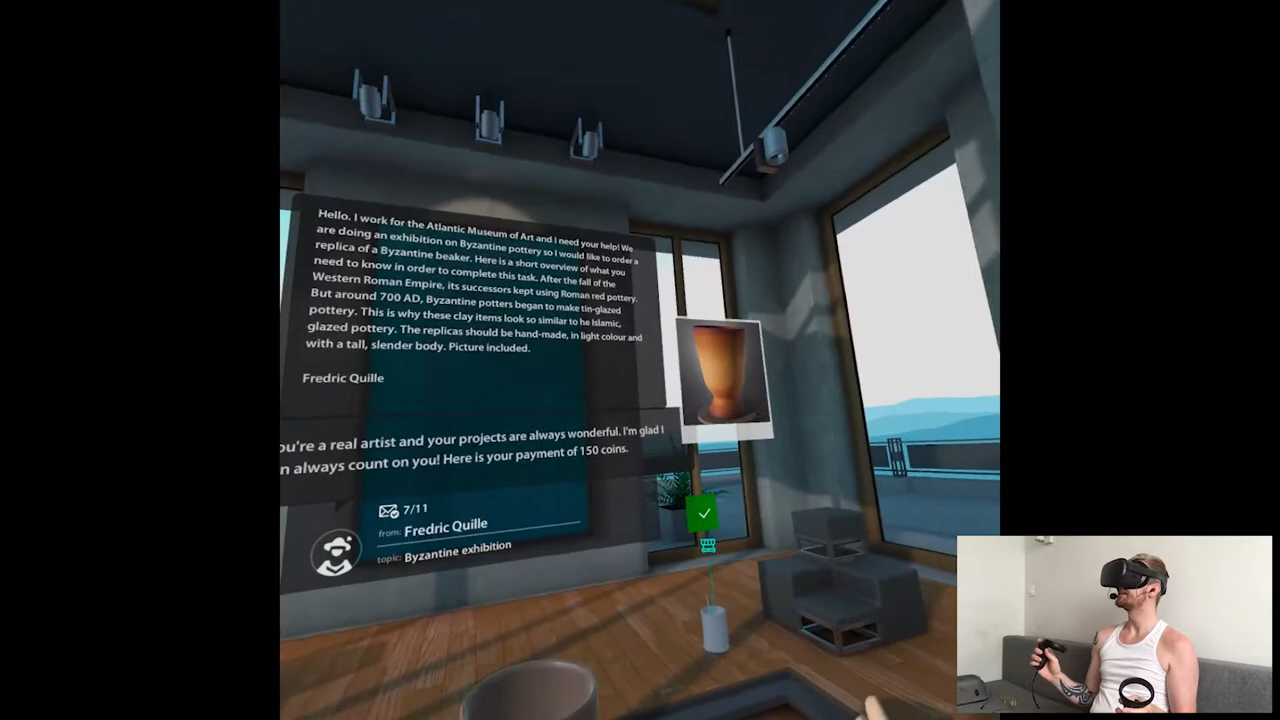 Hello. I work for the Atlantic Museum of Art and I need your help! We
are doing an exhibition on Byzantine pottery so I would like to order a
replica of a Byzantine beaker. Here is a short overview of what you
need to know in order to complete this task. After the fall of the
Western Roman Empire, its successors kept using Roman red pottery.
But around 700 AD, Byzantine potters began to make tin-glazed
pottery. This is why these clay items look so similar to he Islamic,
glazed pottery. The replicas should be hand-made, in light colour and
with a tall, slender body. Picture included.
Fredric Quille
ou're a real artist and your projects are always wonderful. I'm glad I
n always count on you! Here is your payment of 150 coins.
7/11
from: Fredric Quille
topic: Byzantine exhibition